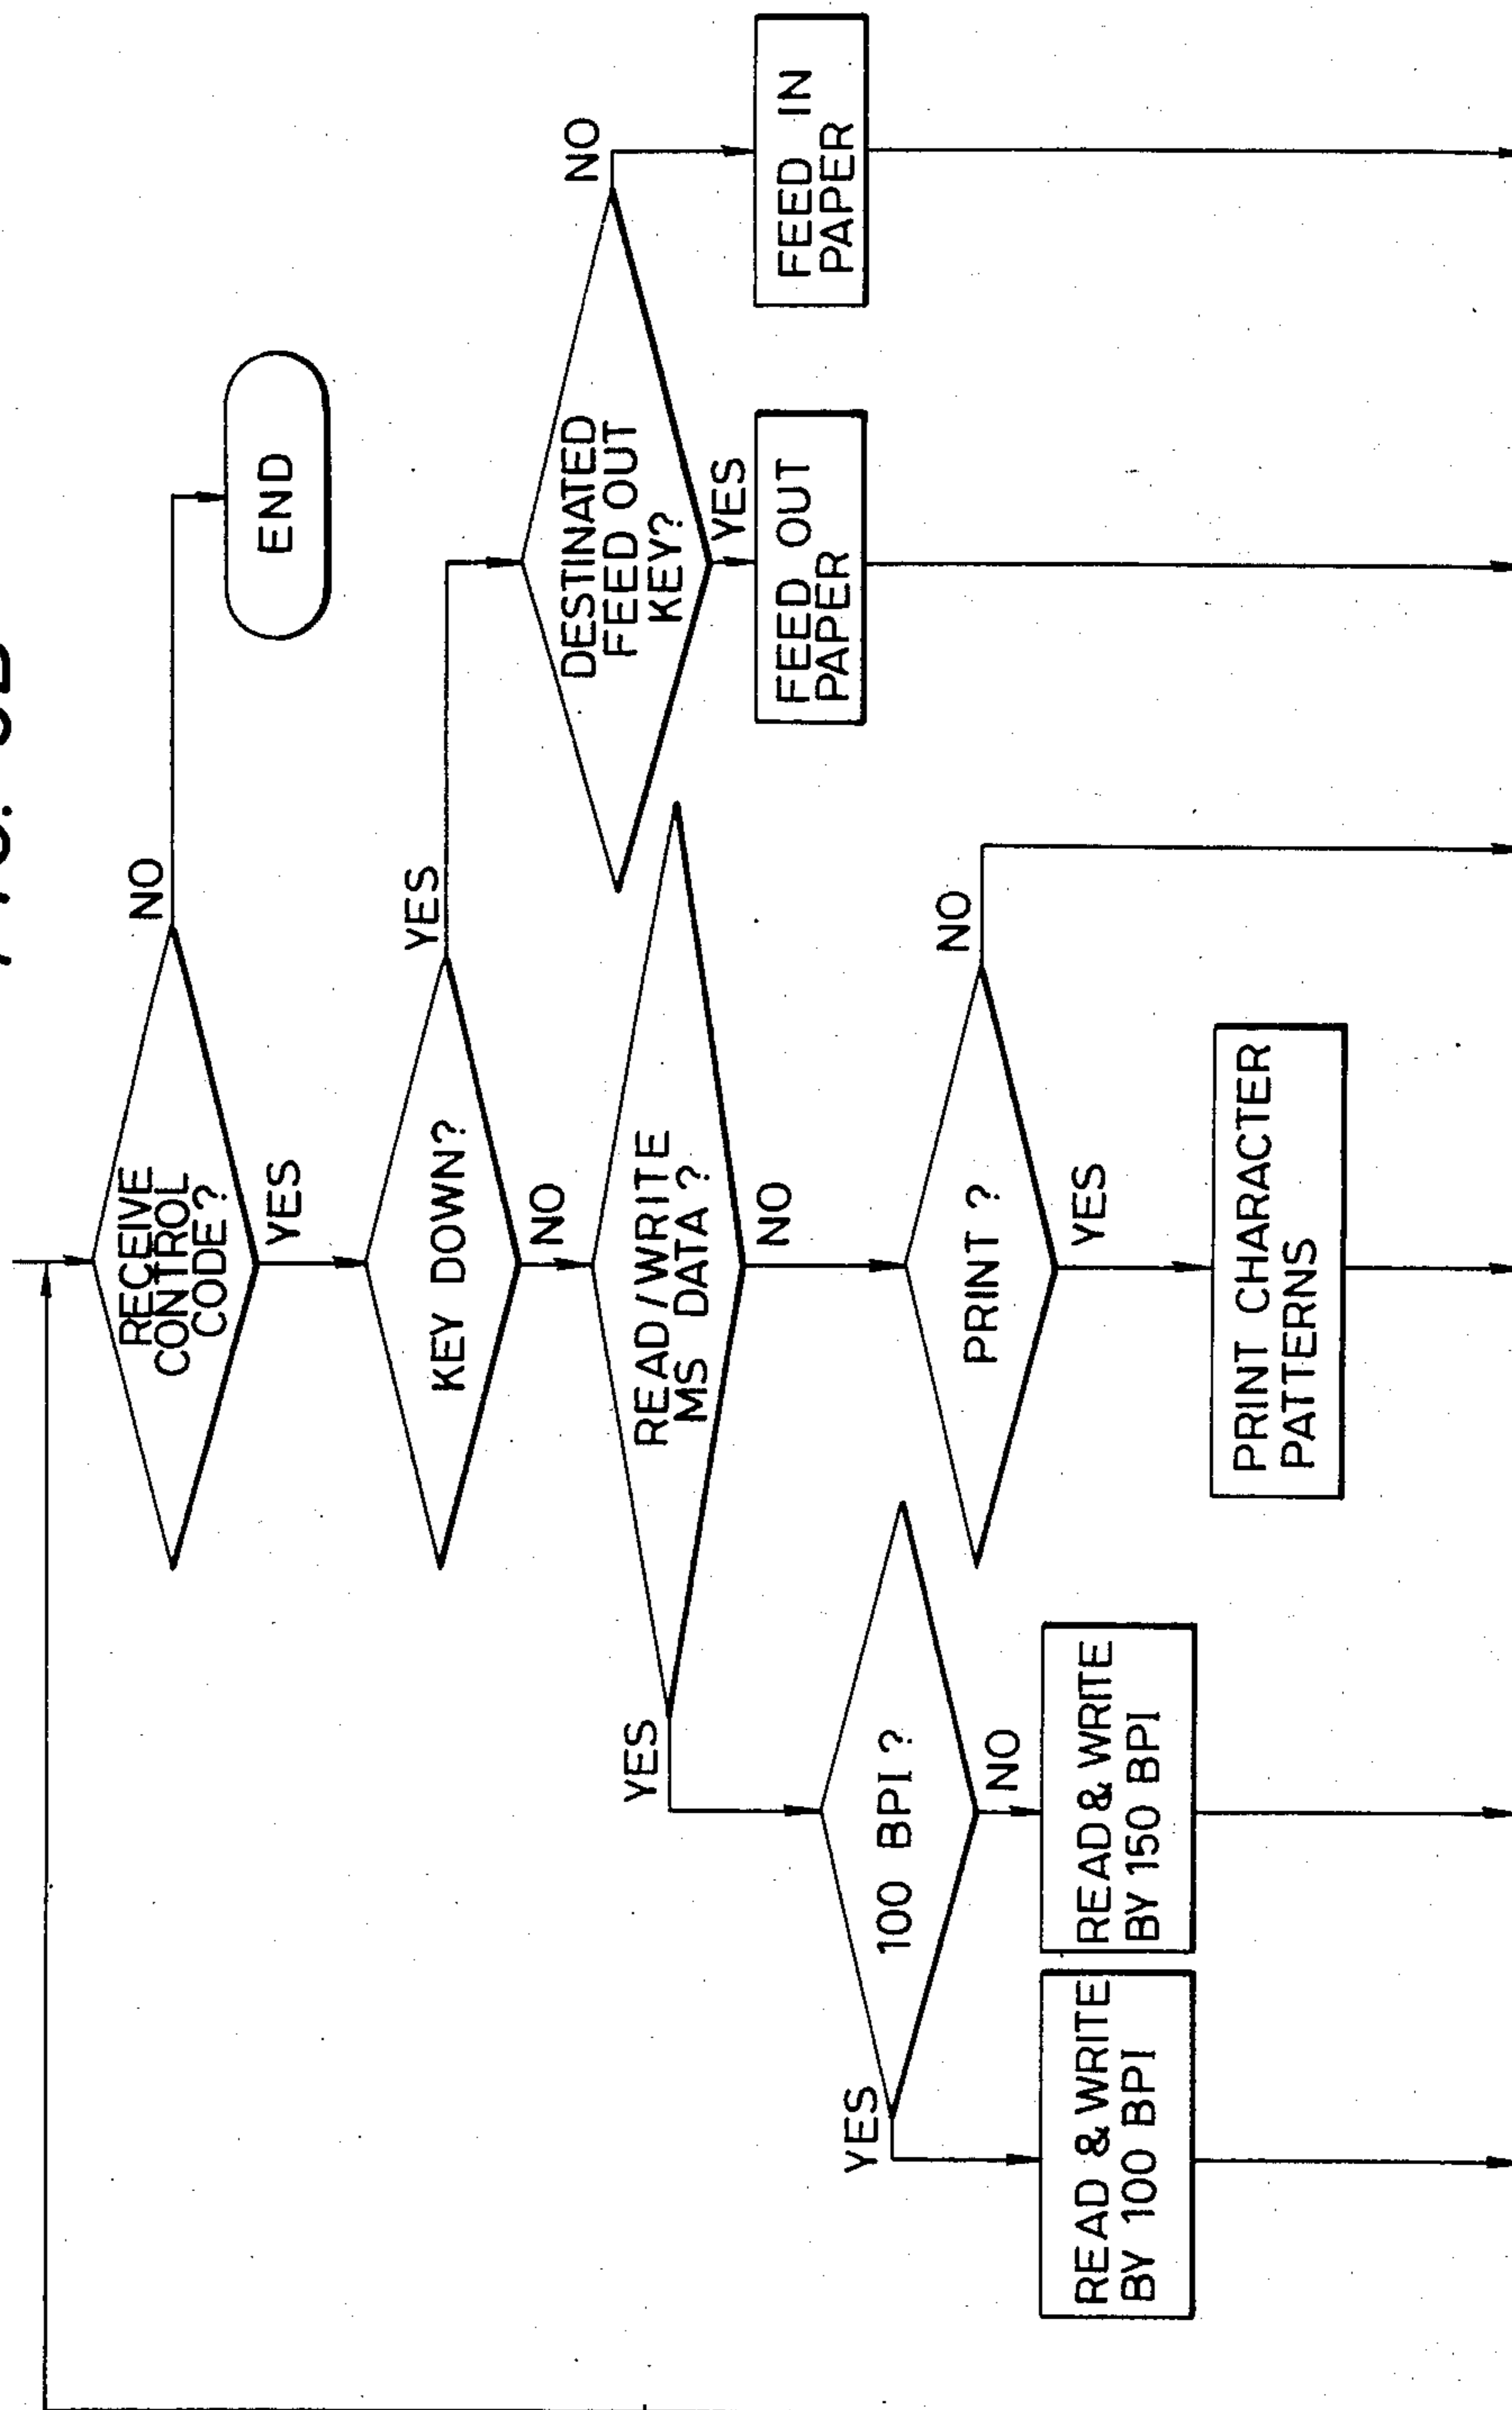 RECEIVE
CONTROL
CODE?
NO
END
YES
KEY DOWN?
YES
NO
DESTINATED
FEED OUT
KEY?
NO
FEED IN
PAPER
YES
FEED OUT
PAPER
READ/WRITE
MS DATA?
YES
NO
100 BPI?
YES
NO
READ & WRITE
BY 100 BPI
READ & WRITE
BY 150 BPI
PRINT?
NO
YES
PRINT CHARACTER
PATTERNS